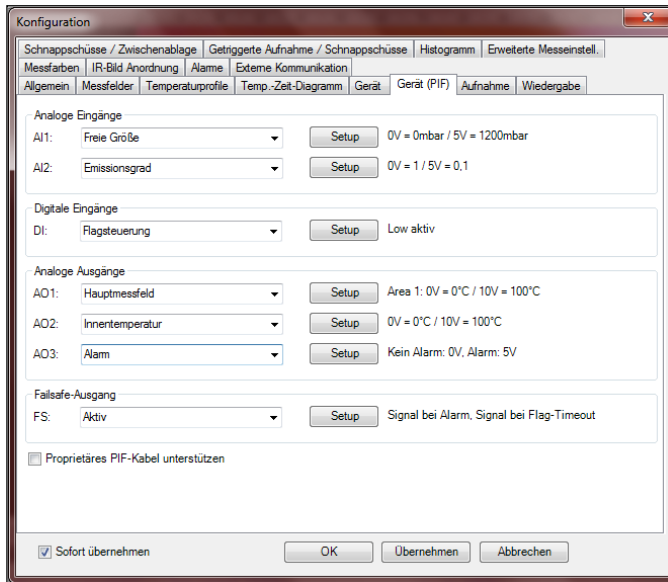 Konfiguration
Schnappschüsse / Zwischenablage Getriggerte Aufnahme / Schnappschüsse Histogramm Erweiterte Messeinstell.
Messfarben IR-Bild Anordnung Alarme Externe Kommunikation
Allgemein Messfelder Temperaturprofile Temp.-Zeit-Diagramm Gerät Gerät (PIF) Aufnahme Wiedergabe
Analoge Eingänge
AI1: Freie Größe Setup 0V = 0mbar / 5V = 1200mbar
AI2: Emissionsgrad Setup 0V = 1 / 5V = 0,1
Digitale Eingänge
DI: Flagsteuerung Setup Low aktiv
Analoge Ausgänge
AO1: Hauptmessfeld Setup Area 1: 0V = 0°C / 10V = 100°C
AO2: Innentemperatur Setup 0V = 0°C / 10V = 100°C
AO3: Alarm Setup Kein Alarm: 0V, Alarm: 5V
Failsafe-Ausgang
FS: Aktiv Setup Signal bei Alarm, Signal bei Flag-Timeout
Proprietäres PIF-Kabel unterstützen
Sofort übernehmen OK Übernehmen Abbrechen